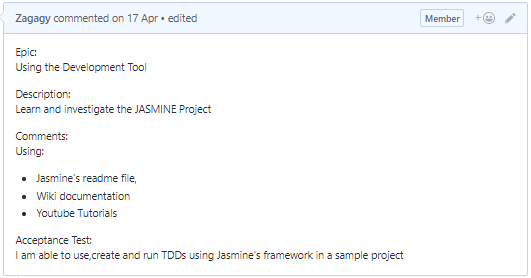 Zagagy commented on 17 Apr • edited
Member
Epic:
Using the Development Tool
Description:
Learn and investigate the JASMINE Project
Comments:
Using:
• Jasmine's readme file,
• Wiki documentation
• Youtube Tutorials
Acceptance Test:
I am able to use,create and run TDDs using Jasmine's framework in a sample project